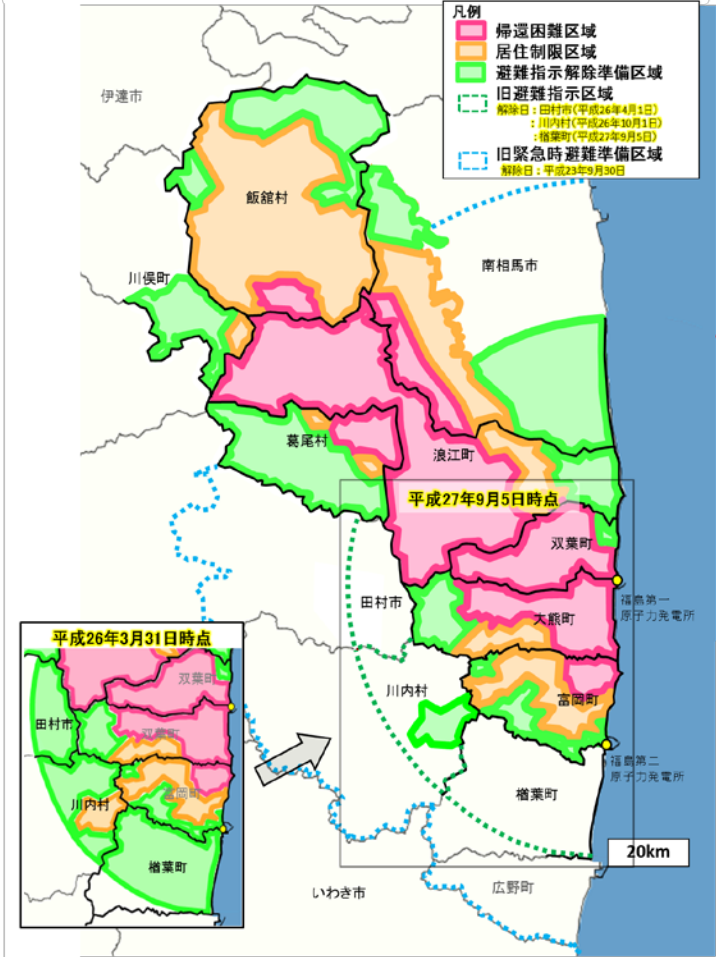 凡例
帰還困難区域
居住制限区域
避難指示解除準備区域
旧避難指示区域
解除日：田村市(平成26年4月1日)
：川内村(平成26年10月1日)
：楢葉町(平成27年9月5日)
旧緊急時避難準備区域
解除日：平成23年9月30日
伊達市
飯舘村
南相馬市
川俣町
葛尾村
浪江町
平成27年9月5日時点
双葉町
田村市
福島第一
原子力発電所
大熊町
川内村
富岡町
福島第二
原子力発電所
楢葉町
20km
いわき市
広野町
平成26年3月31日時点
双葉町
田村市
双葉町
川内村
富岡町
楢葉町